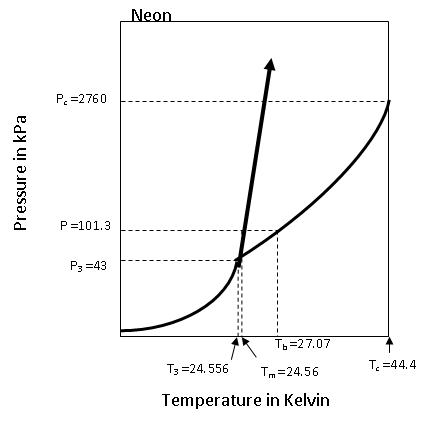 Neon
Pc=2760
P=101.3
P3=43
Pressure in kPa
Tb=27.07
T3=24.556
Tm=24.56
Tc=44.4
Temperature in Kelvin